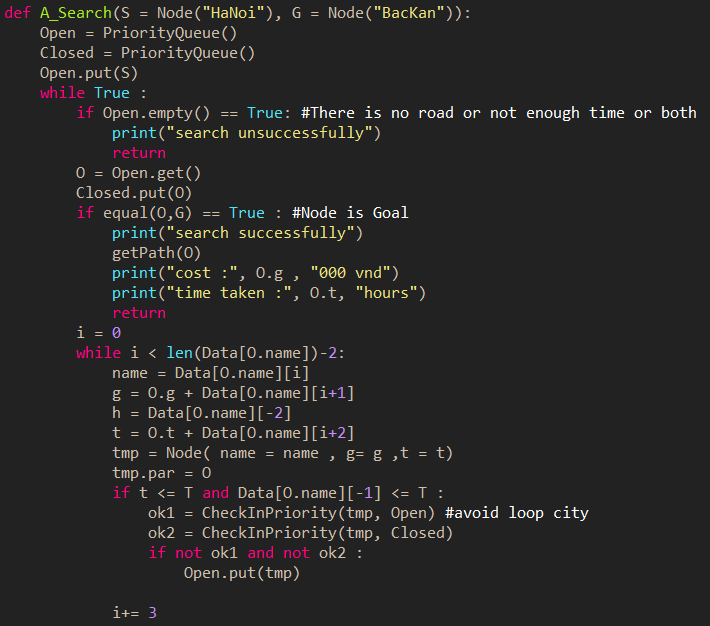 def A_Search(S = Node("HaNoi"), G = Node("BacKan")):
    Open = PriorityQueue()
    Closed = PriorityQueue()
    Open.put(S)
    while True :
        if Open.empty() == True: #There is no road or not enough time or both
            print("search unsuccessfully")
            return
        O = Open.get()
        Closed.put(O)
        if equal(O,G) == True : #Node is Goal
            print("search successfully")
            getPath(O)
            print("cost :", O.g , "000 vnd")
            print("time taken :", O.t, "hours")
            return
        i = 0
        while i < len(Data[O.name])-2:
            name = Data[O.name][i]
            g = O.g + Data[O.name][i+1]
            h = Data[O.name][-2]
            t = O.t + Data[O.name][i+2]
            tmp = Node( name = name , g= g ,t = t)
            tmp.par = O
            if t <= T and Data[O.name][-1] <= T :
                ok1 = CheckInPriority(tmp, Open) #avoid loop city
                ok2 = CheckInPriority(tmp, Closed)
                if not ok1 and not ok2 :
                    Open.put(tmp)

            i+= 3